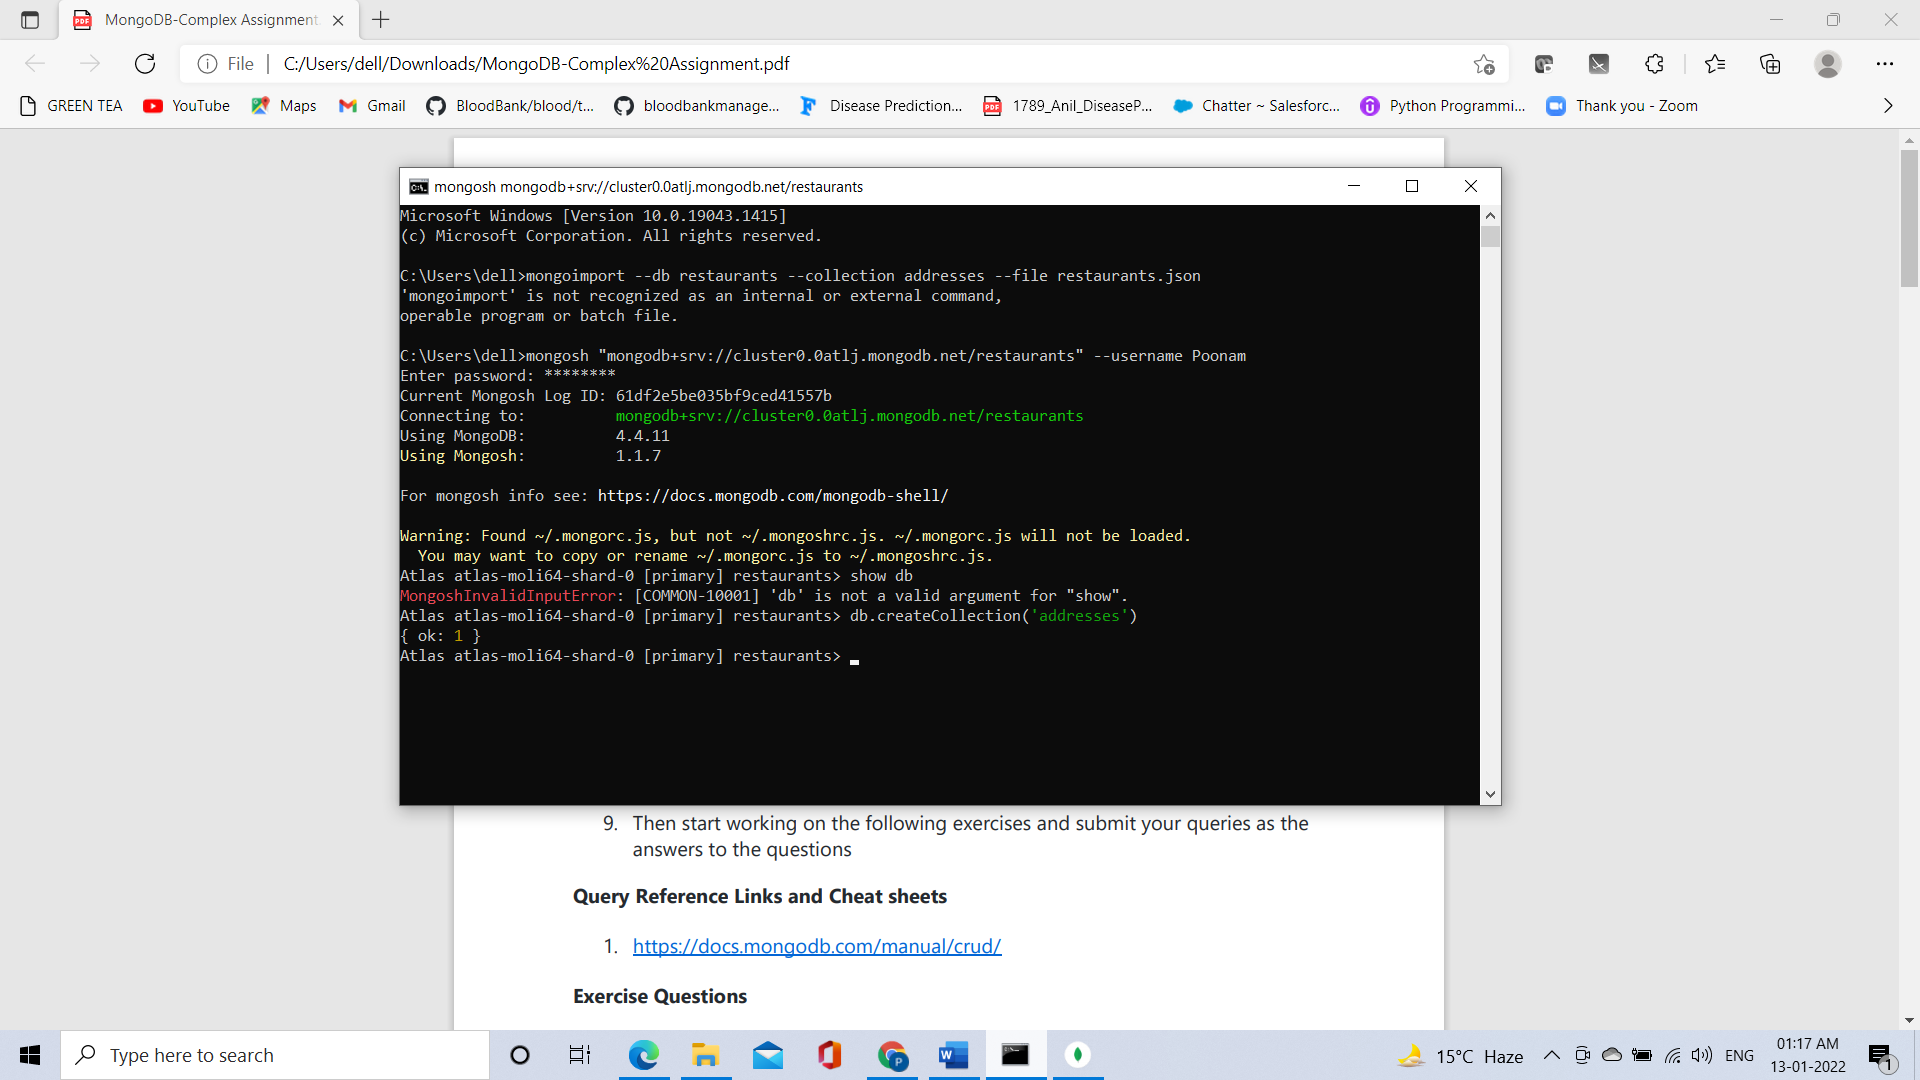 MongoDB-Complex Assignment
File
C:/Users/dell/Downloads/MongoDB-Complex%20Assignment.pdf
GREEN TEA
YouTube
Maps
Gmail
BloodBank/blood/t...
bloodbankmanage...
Disease Prediction...
1789_Anil_DiseaseP...
Chatter ~ Salesforc...
Python Programmi...
Thank you - Zoom
mongosh mongodb+srv://cluster0.0atlj.mongodb.net/restaurants
Microsoft Windows [Version 10.0.19043.1415]
(c) Microsoft Corporation. All rights reserved.
C:\Users\dell>mongoimport --db restaurants --collection addresses --file restaurants.json
'mongoimport' is not recognized as an internal or external command,
operable program or batch file.
C:\Users\dell>mongosh "mongodb+srv://cluster0.0atlj.mongodb.net/restaurants" --username Poonam
Enter password: ********
Current Mongosh Log ID: 61df2e5be035bf9ced41557b
Connecting to: mongodb+srv://cluster0.0atlj.mongodb.net/restaurants
Using MongoDB: 4.4.11
Using Mongosh: 1.1.7
For mongosh info see: https://docs.mongodb.com/mongodb-shell/
Warning: Found ~/.mongorc.js, but not ~/.mongoshrc.js. ~/.mongorc.js will not be loaded.
You may want to copy or rename ~/.mongorc.js to ~/.mongoshrc.js.
Atlas atlas-moli64-shard-0 [primary] restaurants> show db
MongoshInvalidInputError: [COMMON-10001] 'db' is not a valid argument for "show".
Atlas atlas-moli64-shard-0 [primary] restaurants> db.createCollection('addresses')
{ ok: 1 }
Atlas atlas-moli64-shard-0 [primary] restaurants>
9. Then start working on the following exercises and submit your queries as the
answers to the questions
Query Reference Links and Cheat sheets
1. https://docs.mongodb.com/manual/crud/
Exercise Questions
Type here to search
15°C Haze
ENG
01:17 AM
13-01-2022
1